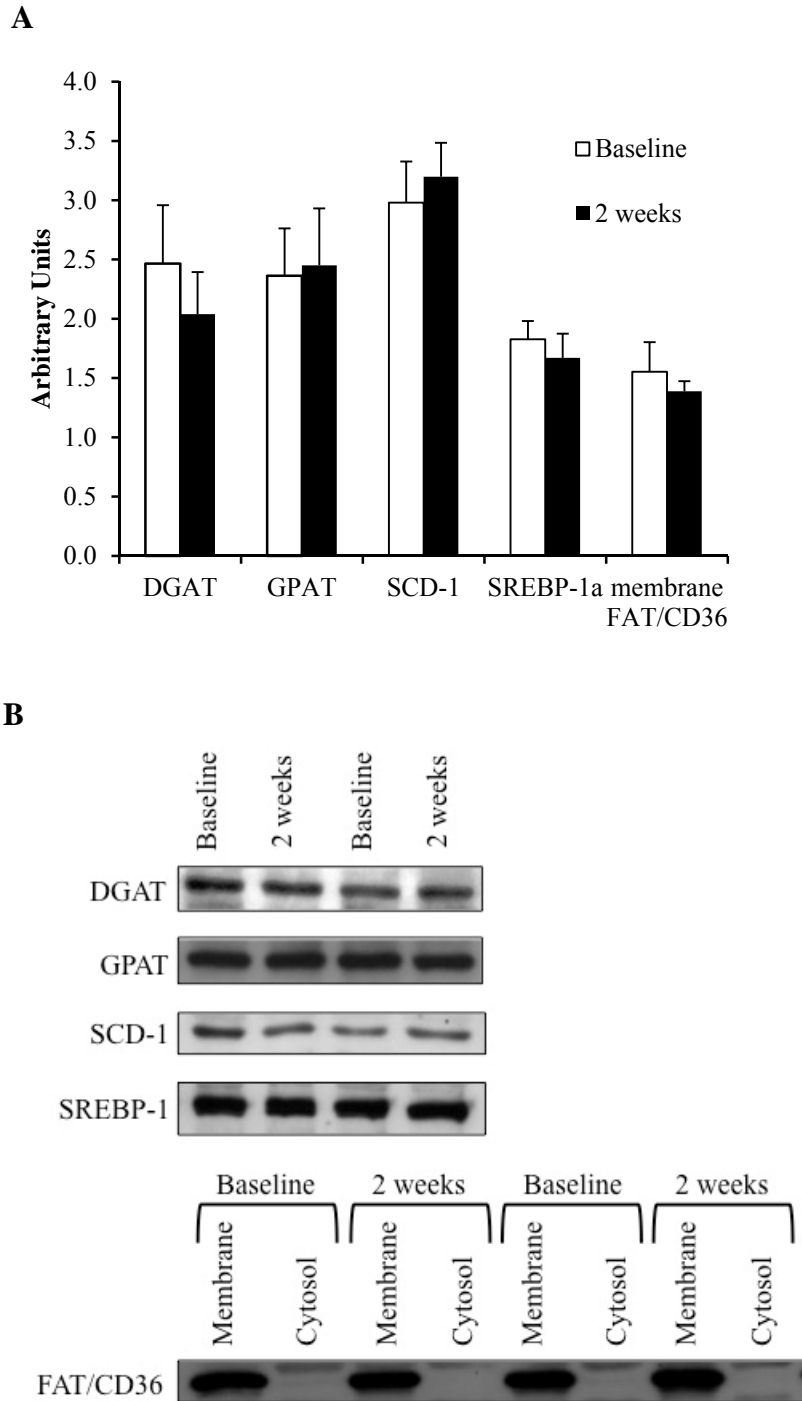 A
4.0
3.5
3.0
2.5
2.0
1.5
1.0
0.5
0.0
Arbitrary Units
Baseline
2 weeks
DGAT GPAT SCD-1 SREBP-1a membrane
FAT/CD36
B
Baseline 2 weeks Baseline 2 weeks
DGAT
GPAT
SCD-1
SREBP-1
Baseline 2 weeks Baseline 2 weeks
Membrane Cytosol Membrane Cytosol Membrane Cytosol Membrane Cytosol
FAT/CD36